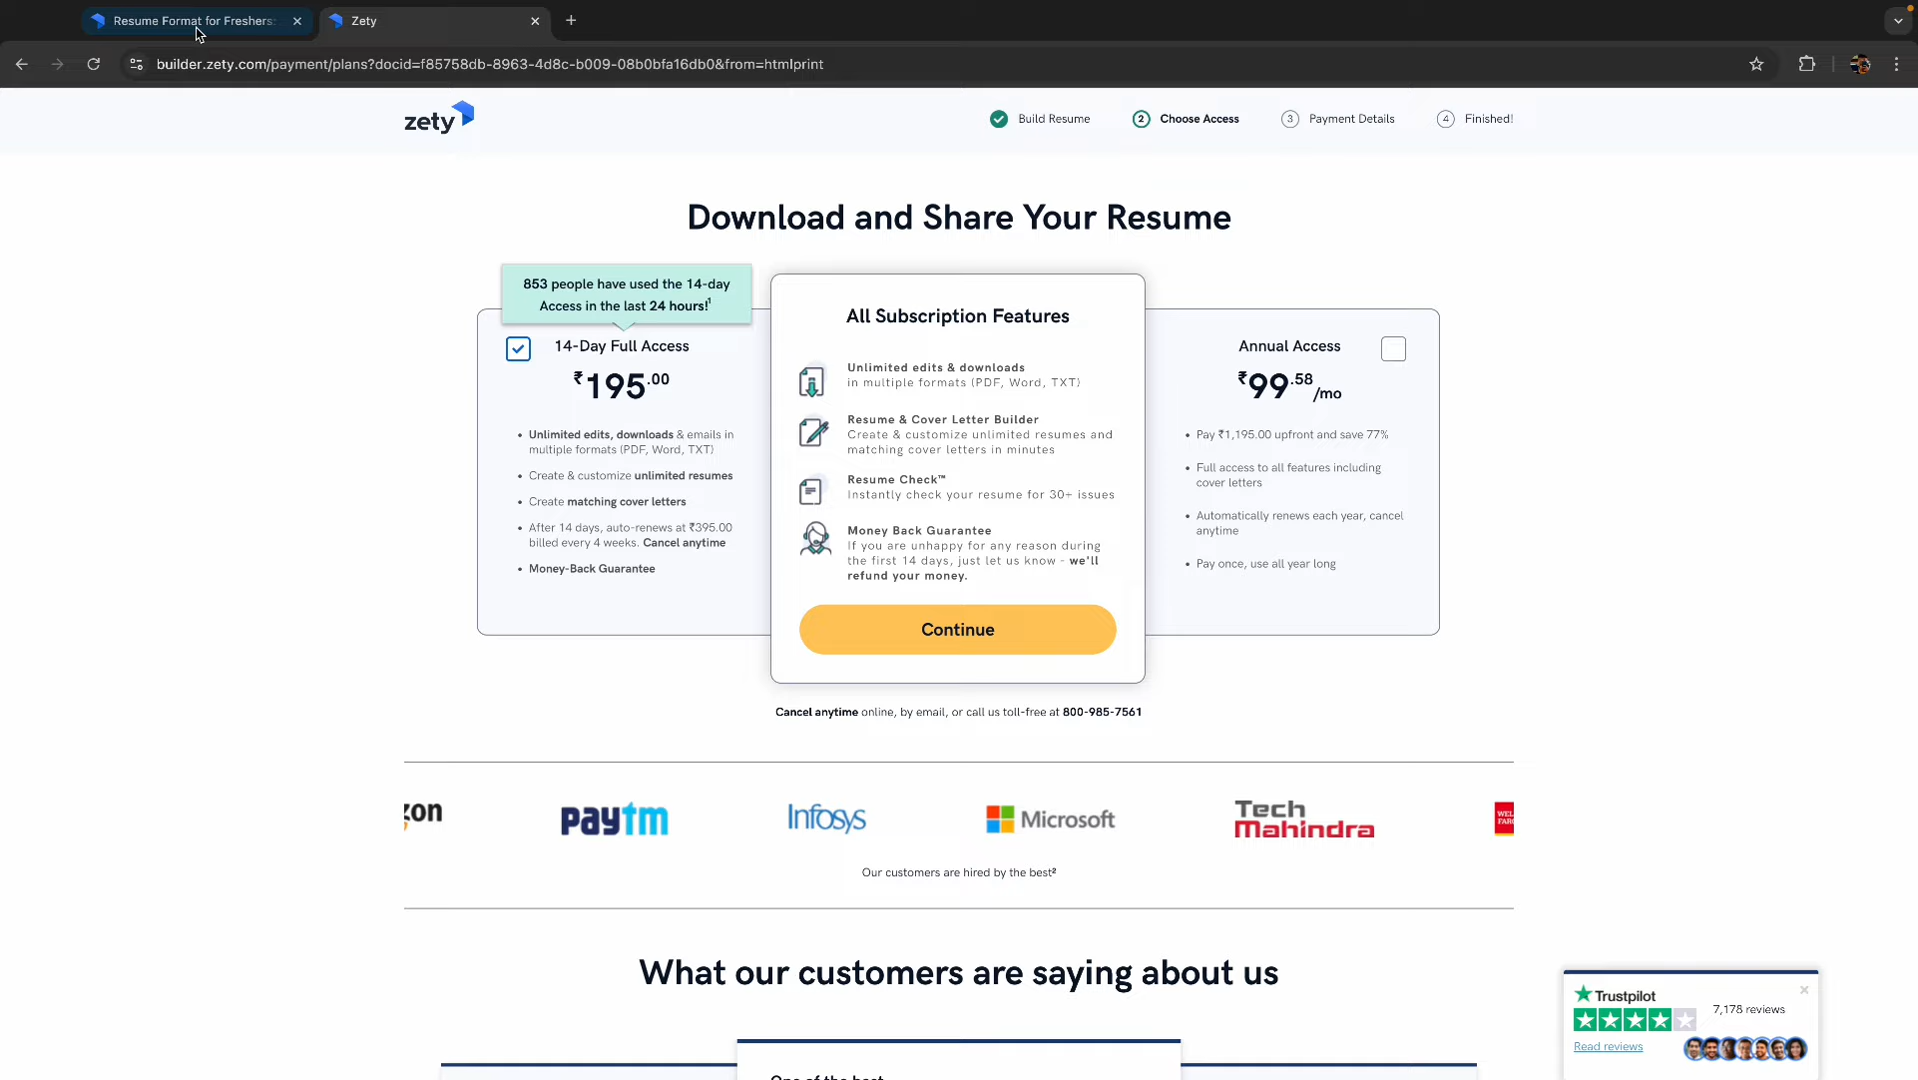 Resume Format for Freshers:
Zety
builder.zety.com/payment/plans?docid=f85758db-8963-4d8c-b009-08b0bfa16db0&from=htmlprint
zety
Build Resume
2 Choose Access
3 Payment Details
4 Finished!
Download and Share Your Resume
853 people have used the 14-day
Access in the last 24 hours!¹
14-Day Full Access
₹195.00
• Unlimited edits, downloads & emails in
multiple formats (PDF, Word, TXT)
• Create & customize unlimited resumes
• Create matching cover letters
• After 14 days, auto-renews at ₹395.00
billed every 4 weeks. Cancel anytime
• Money-Back Guarantee
All Subscription Features
Unlimited edits & downloads
in multiple formats (PDF, Word, TXT)
Resume & Cover Letter Builder
Create & customize unlimited resumes and
matching cover letters in minutes
Resume Check™
Instantly check your resume for 30+ issues
Money Back Guarantee
If you are unhappy for any reason during
the first 14 days, just let us know - we'll
refund your money.
Continue
Annual Access
₹99.58/mo
• Pay ₹1,195.00 upfront and save 77%
• Full access to all features including
cover letters
• Automatically renews each year, cancel
anytime
• Pay once, use all year long
Cancel anytime online, by email, or call us toll-free at 800-985-7561
zon
paytm
Infosys
Microsoft
Tech
Mahindra
WEL
FARG
Our customers are hired by the best²
What our customers are saying about us
Trustpilot
7,178 reviews
Read reviews
One of the best